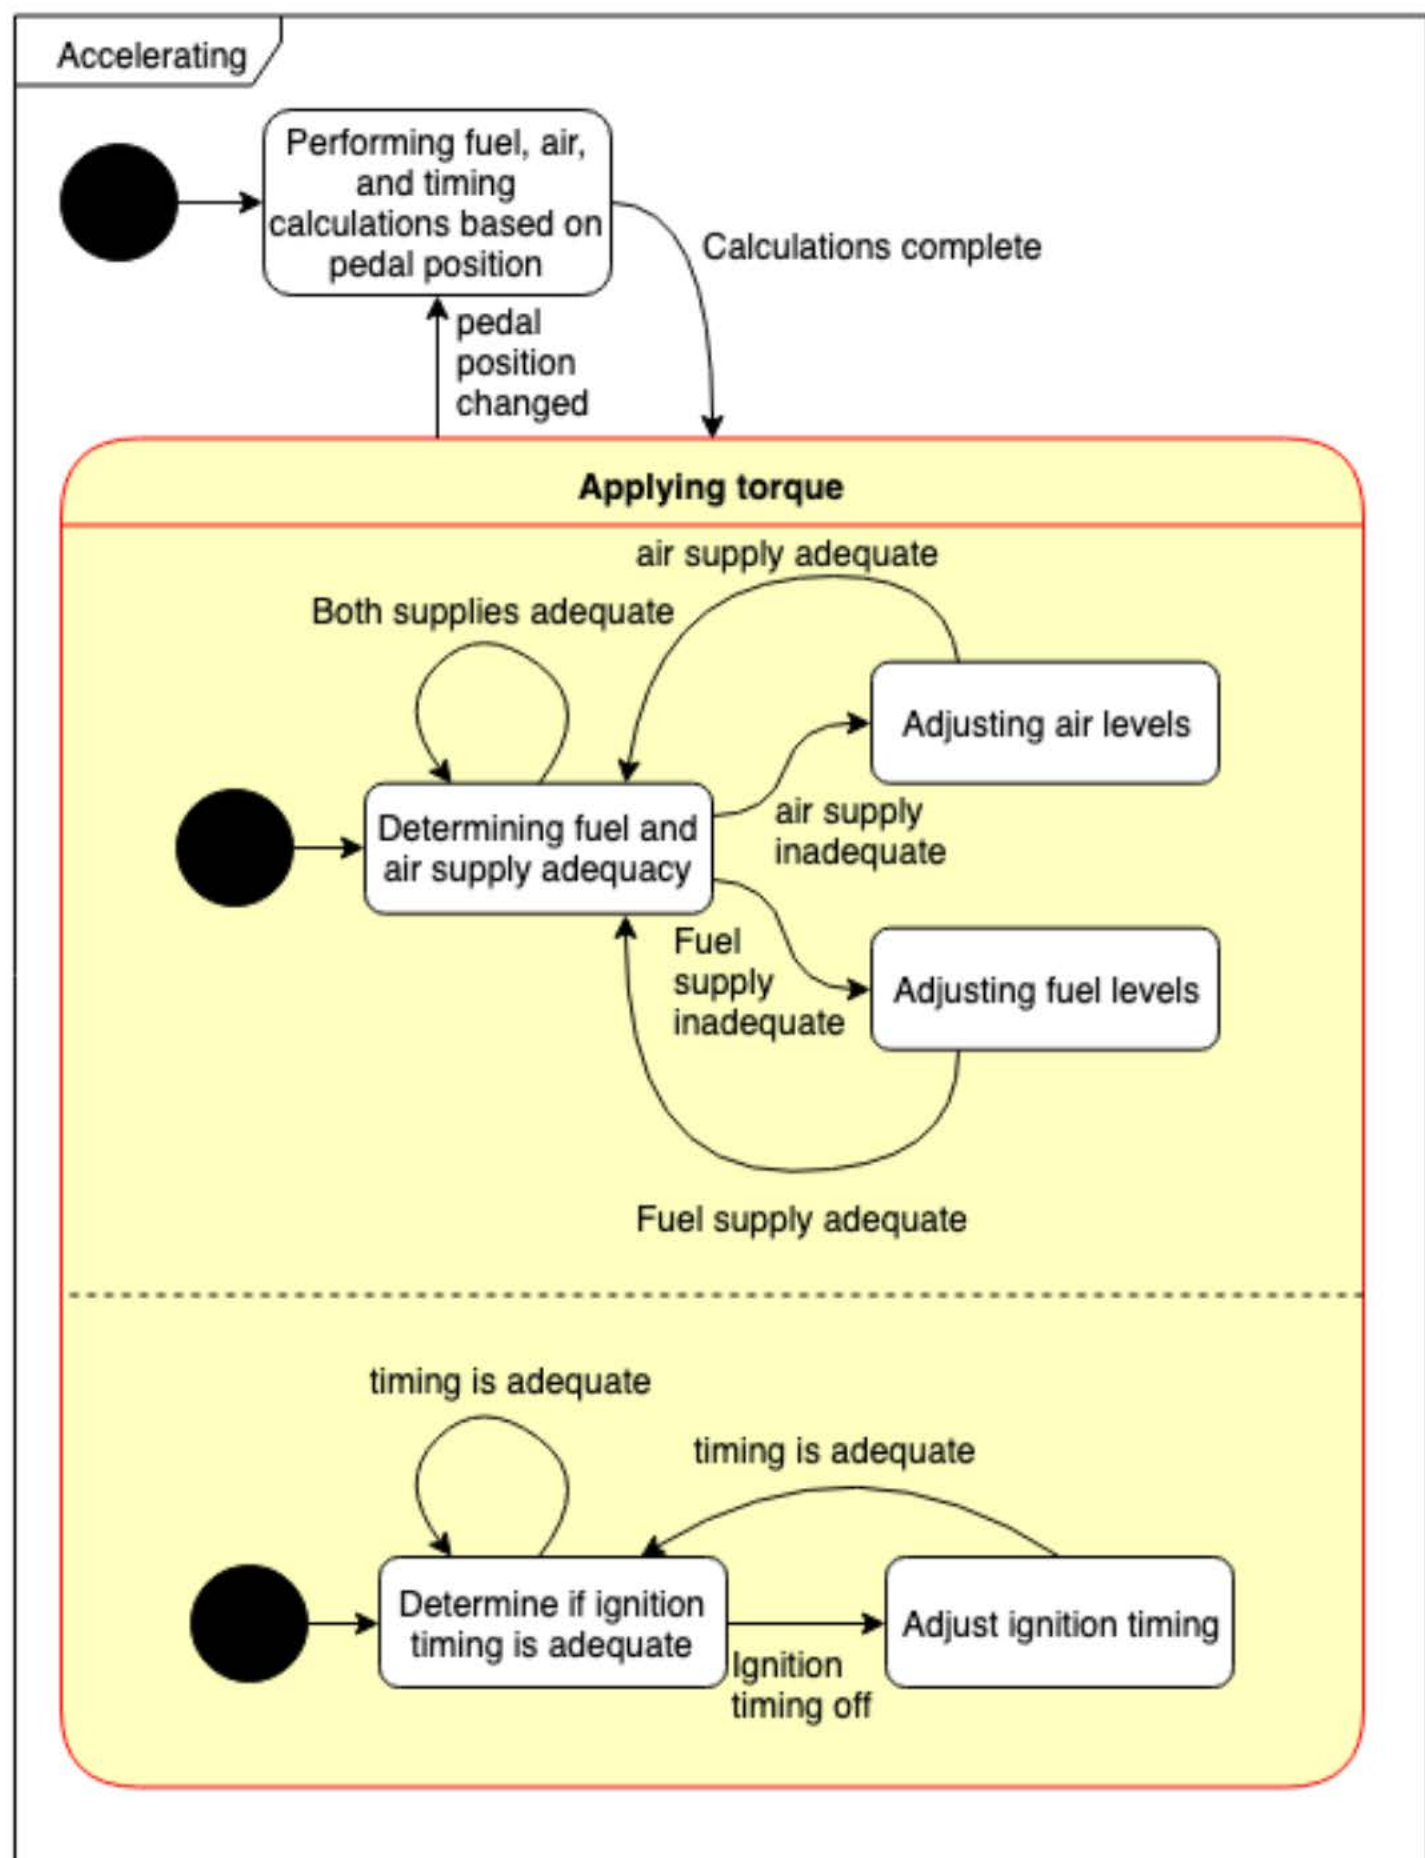 Accelerating
Performing fuel, air,
and timing
calculations based on
pedal position
Calculations complete
pedal
position
changed
Applying torque
air supply adequate
Both supplies adequate
Adjusting air levels
air supply
inadequate
Determining fuel and
air supply adequacy
Fuel
supply
inadequate
Adjusting fuel levels
Fuel supply adequate
timing is adequate
timing is adequate
Determine if ignition
timing is adequate
Ignition
timing off
Adjust ignition timing